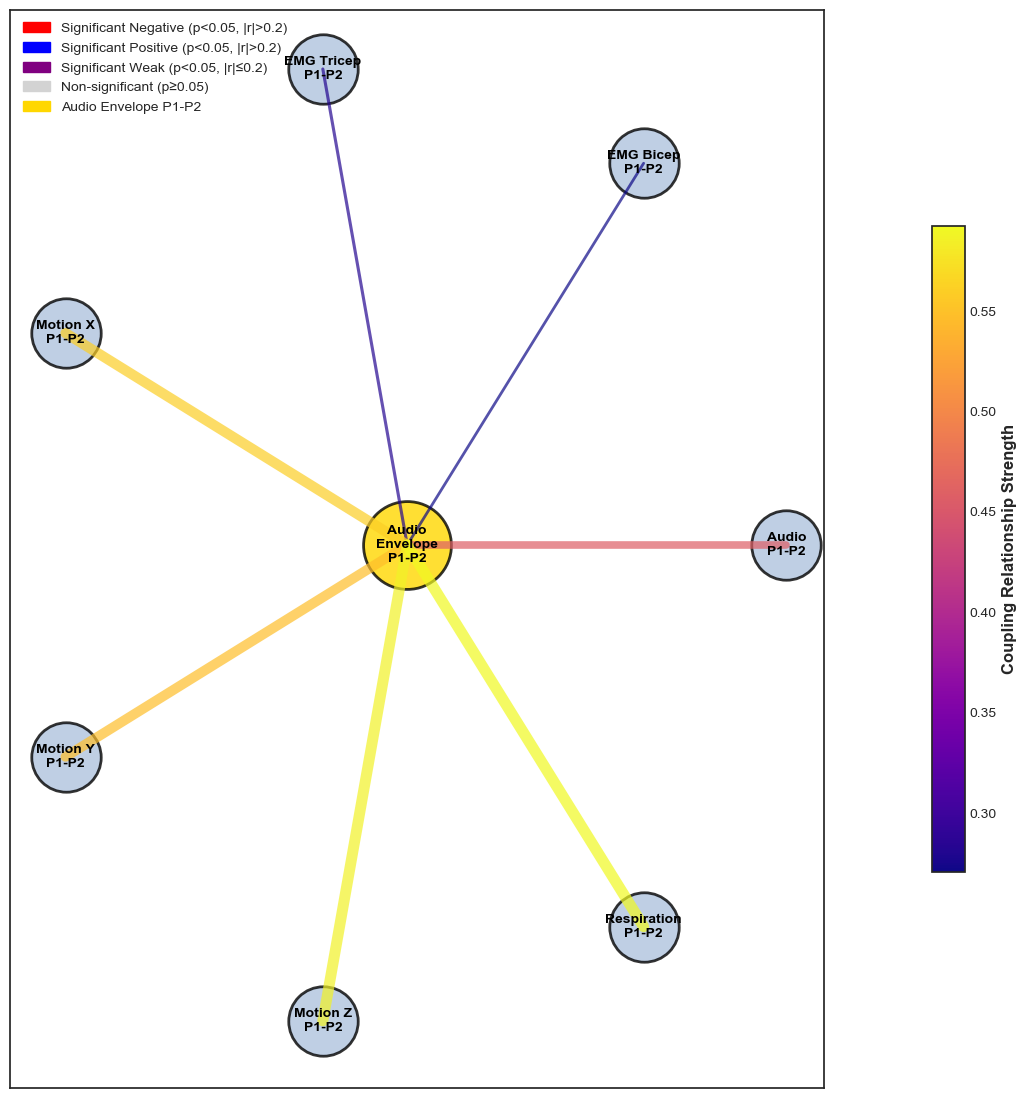 Significant Negative (p<0.05, |r|>0.2)
Significant Positive (p<0.05, |r|>0.2)
Significant Weak (p<0.05, |r|≤0.2)
Non-significant (p≥0.05)
Audio Envelope P1-P2
EMG Tricep
P1-P2
EMG Bicep
P1-P2
Motion X
P1-P2
Audio
Envelope
P1-P2
Audio
P1-P2
Motion Y
P1-P2
Respiration
P1-P2
Motion Z
P1-P2
0.55
0.50
0.45
0.40
0.35
0.30
Coupling Relationship Strength